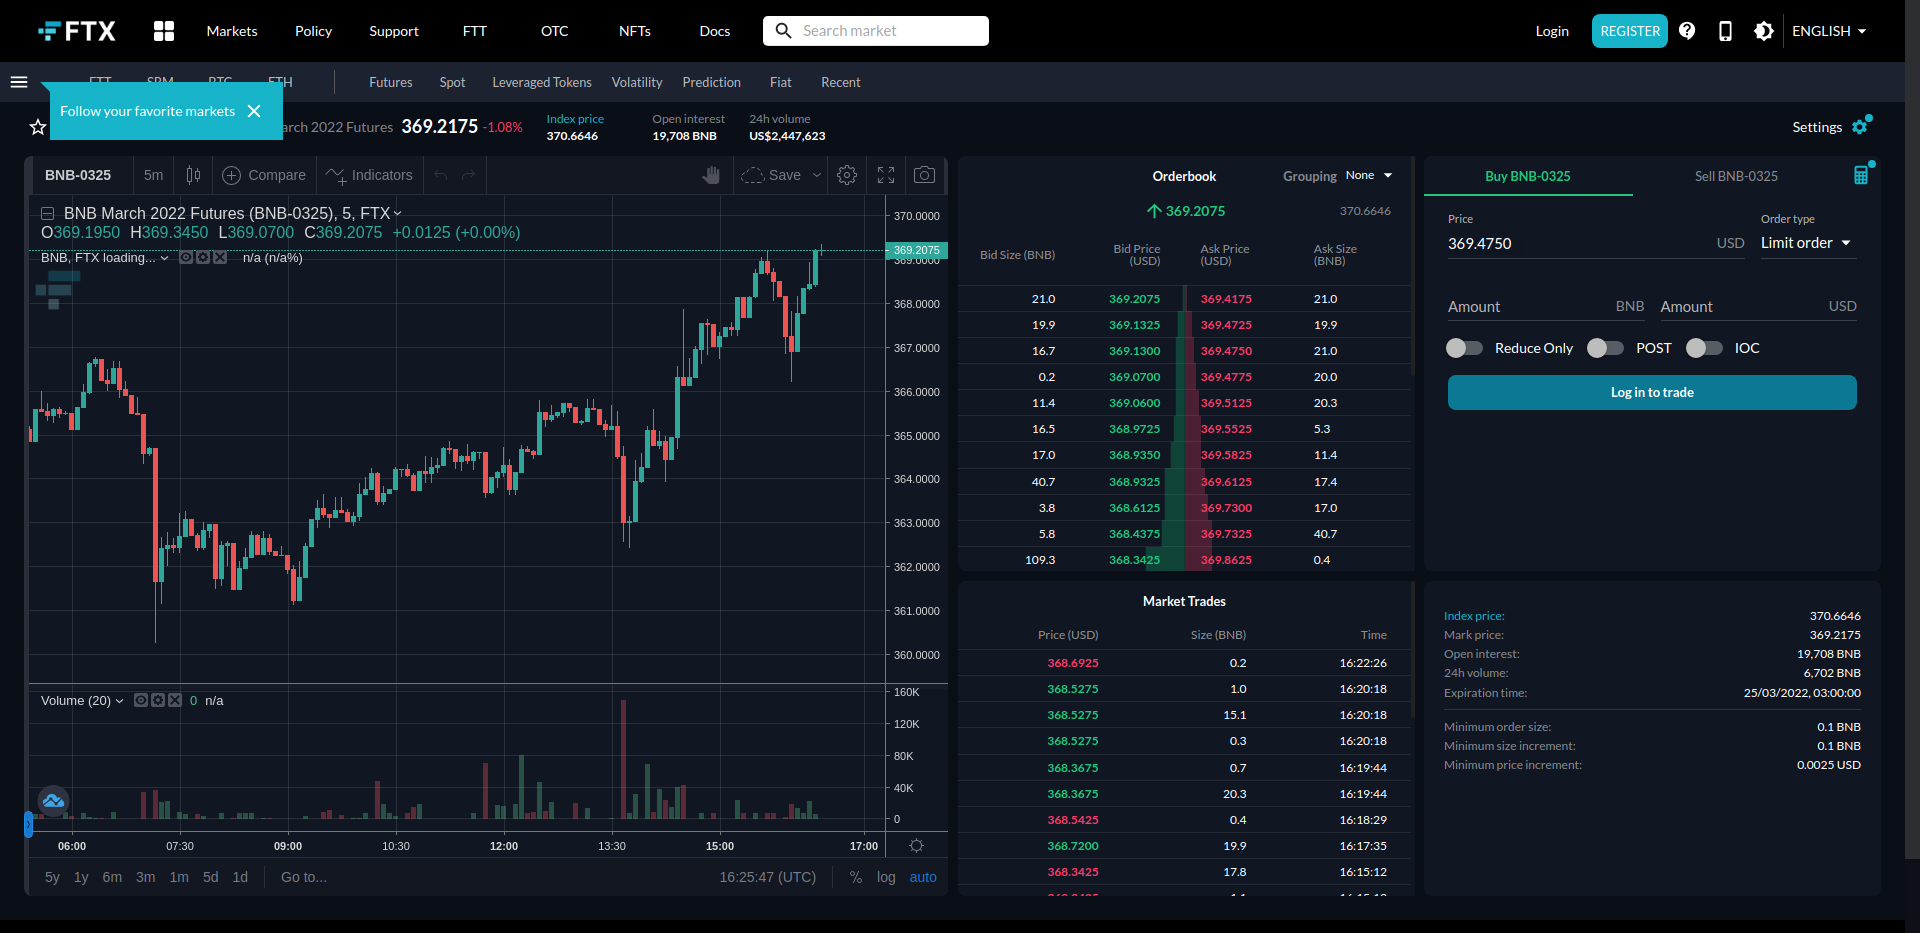 FTX
Markets
Policy
Support
FTT
OTC
NFTs
Docs
Search market
Login
REGISTER
ENGLISH
Futures
Spot
Leveraged Tokens
Volatility
Prediction
Fiat
Recent
Follow your favorite markets
2022 Futures
369.2175
-1.08%
Index price
370.6646
Open interest
19,708 BNB
24h volume
US$2,447,623
Settings
BNB-0325
5m
Compare
Indicators
Save
BNB March 2022 Futures (BNB-0325), 5, FTX
O369.1950 H369.3450 L369.0700 C369.2075 +0.0125 (+0.00%)
BNB, FTX loading...
n/a (n/a%)
370.0000
369.2075
369.0000
368.0000
367.0000
366.0000
365.0000
364.0000
363.0000
362.0000
361.0000
360.0000
Volume (20)
0 n/a
160K
120K
80K
40K
0
06:00 07:30 09:00 10:30 12:00 13:30 15:00 17:00
5y 1y 6m 3m 1m 5d 1d Go to...
16:25:47 (UTC) % log auto
Orderbook
Grouping None
369.2075
370.6646
Bid Size (BNB) Bid Price (USD) Ask Price (USD) Ask Size (BNB)
21.0 369.2075 369.4175 21.0
19.9 369.1325 369.4725 19.9
16.7 369.1300 369.4750 21.0
0.2 369.0700 369.4775 20.0
11.4 369.0600 369.5125 20.3
16.5 368.9725 369.5525 5.3
17.0 368.9350 369.5825 11.4
40.7 368.9325 369.6125 17.4
3.8 368.6125 369.7300 17.0
5.8 368.4375 369.7325 40.7
109.3 368.3425 369.8625 0.4
Market Trades
Price (USD) Size (BNB) Time
368.6925 0.2 16:22:26
368.5275 1.0 16:20:18
368.5275 15.1 16:20:18
368.5275 0.3 16:20:18
368.3675 0.7 16:19:44
368.3675 20.3 16:19:44
368.5425 0.4 16:18:29
368.7200 19.9 16:17:35
368.3425 17.8 16:15:12
Buy BNB-0325
Sell BNB-0325
Price
369.4750 USD
Order type
Limit order
Amount BNB
Amount USD
Reduce Only
POST
IOC
Log in to trade
Index price: 370.6646
Mark price: 369.2175
Open interest: 19,708 BNB
24h volume: 6,702 BNB
Expiration time: 25/03/2022, 03:00:00
Minimum order size: 0.1 BNB
Minimum size increment: 0.1 BNB
Minimum price increment: 0.0025 USD